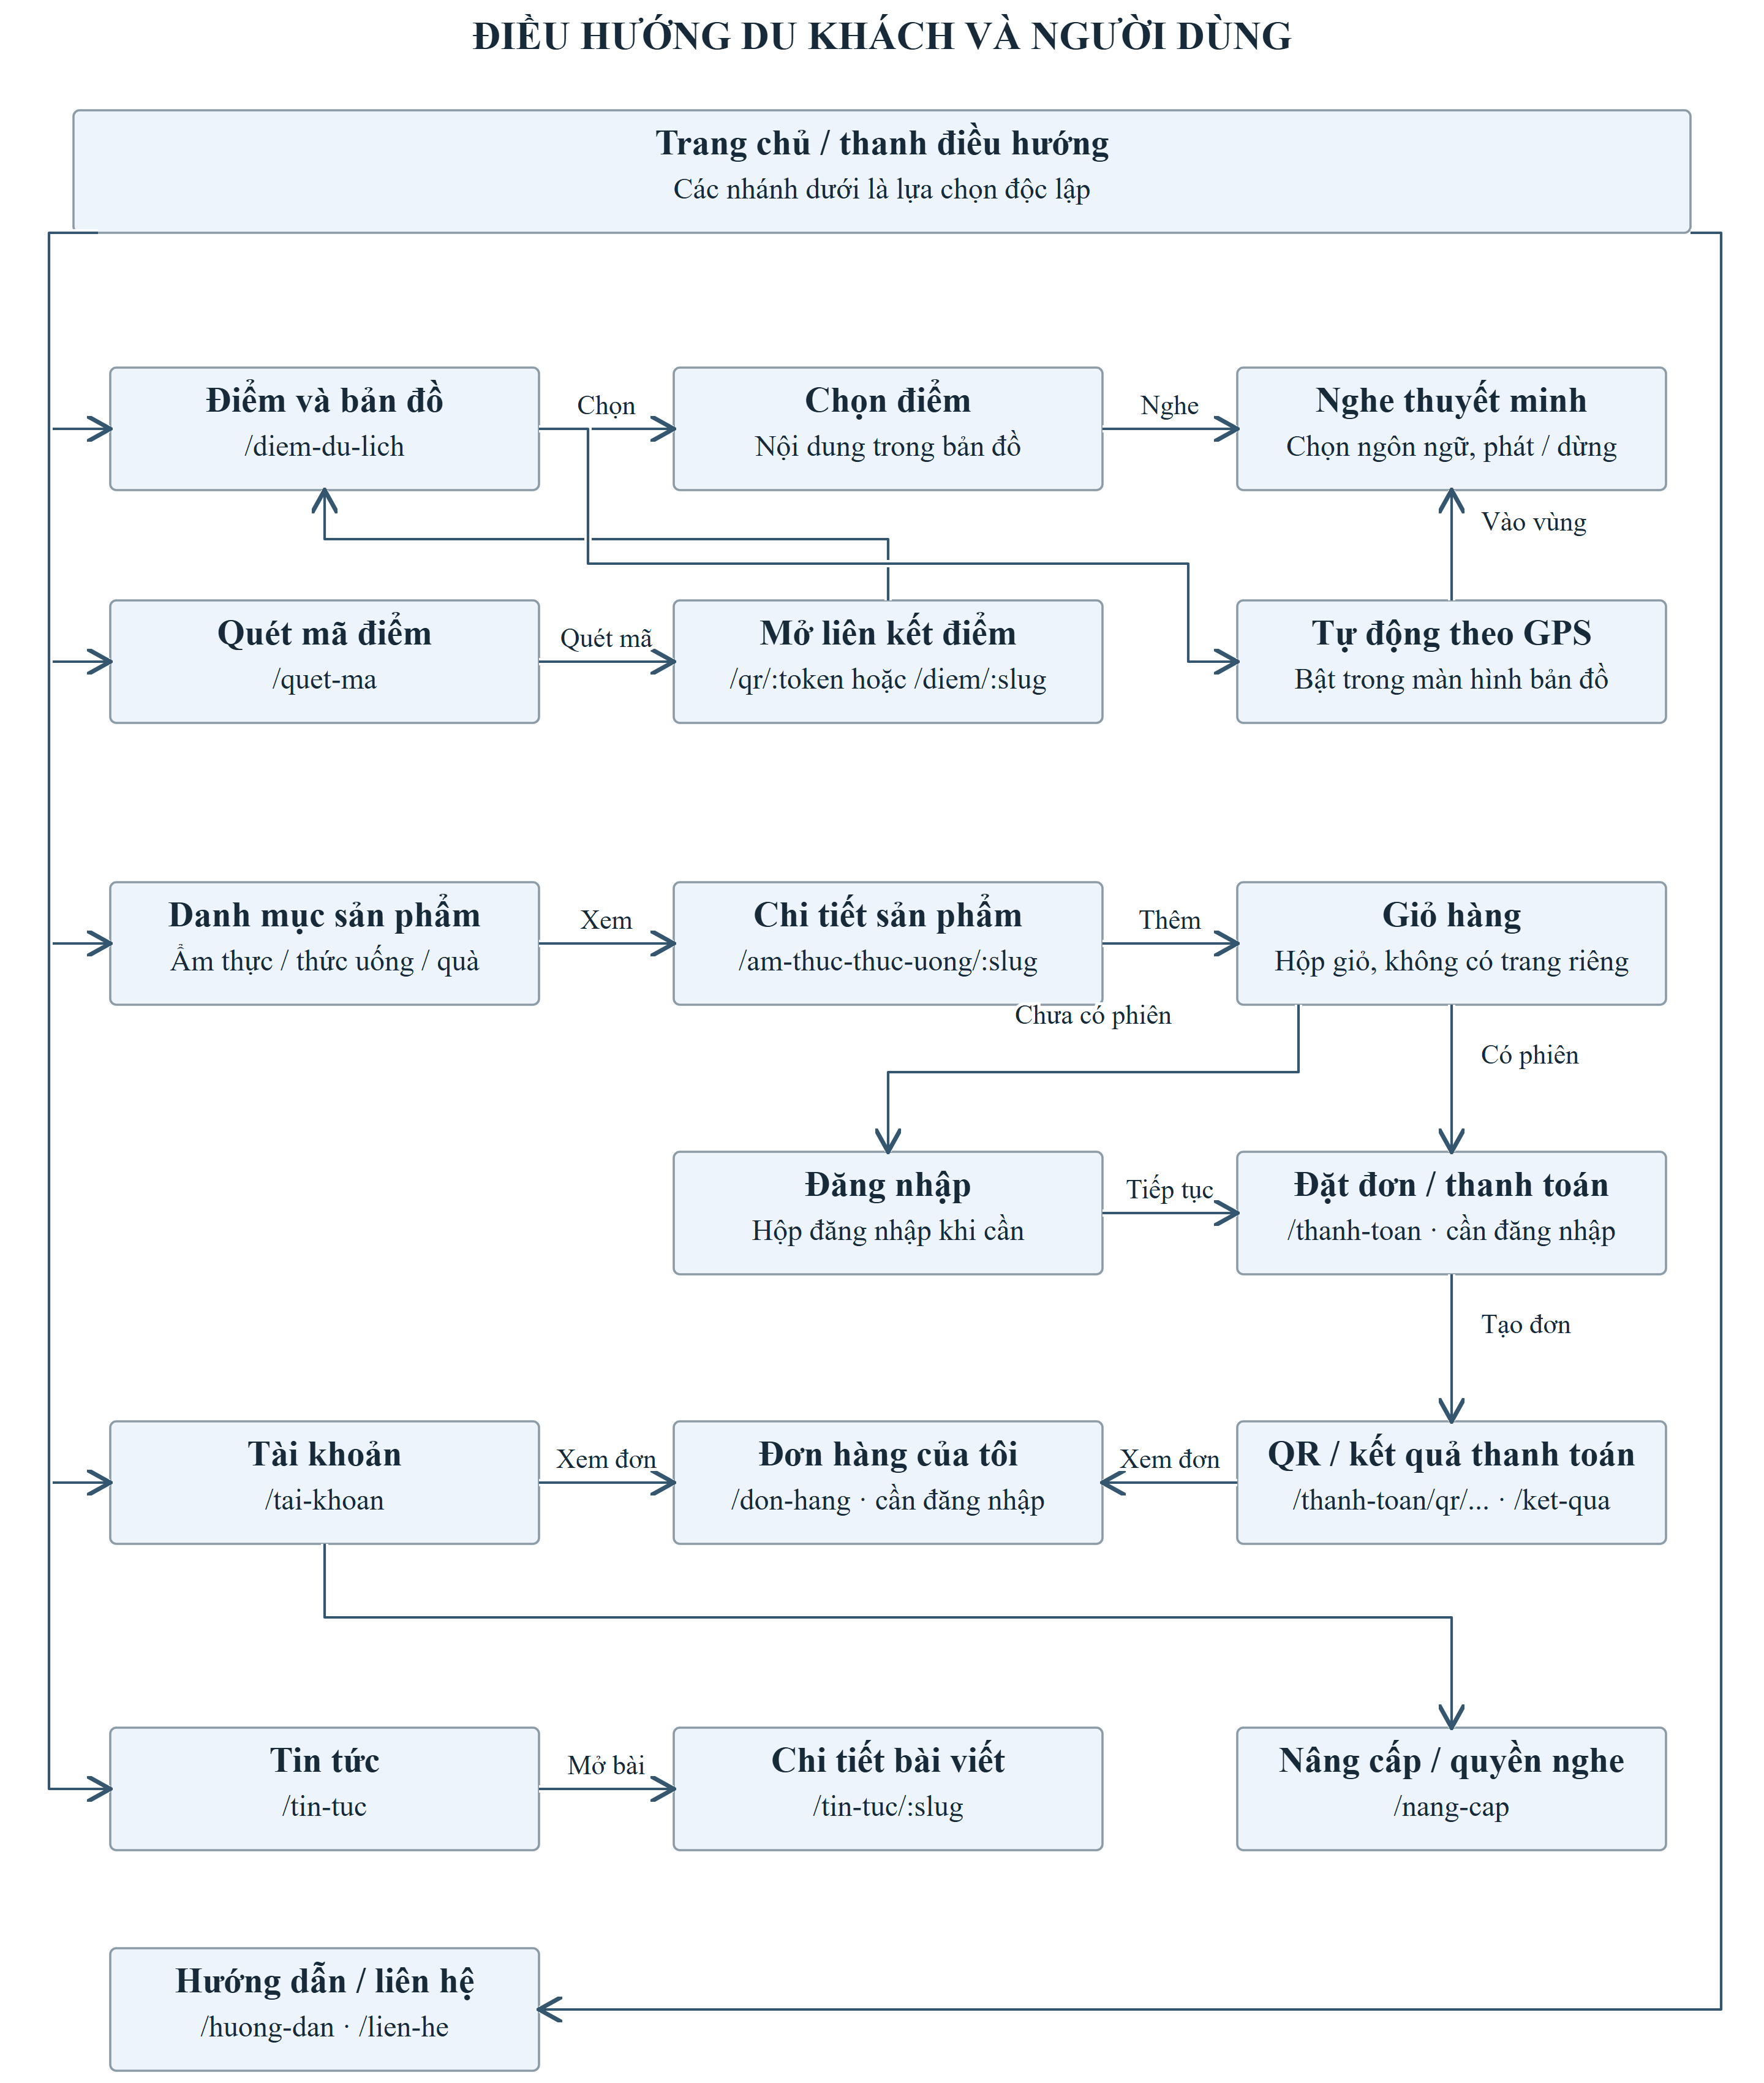 ĐIỀU HƯỚNG DU KHÁCH VÀ NGƯỜI DÙNG
Trang chủ / thanh điều hướng
Các nhánh dưới là lựa chọn độc lập
Điểm và bản đồ
/diem-du-lich
Chọn
Chọn điểm
Nội dung trong bản đồ
Nghe
Nghe thuyết minh
Chọn ngôn ngữ, phát / dừng
Vào vùng
Quét mã điểm
/quet-ma
Quét mã
Mở liên kết điểm
/qr/:token hoặc /diem/:slug
Tự động theo GPS
Bật trong màn hình bản đồ
Danh mục sản phẩm
Ẩm thực / thức uống / quà
Xem
Chi tiết sản phẩm
/am-thuc-thuc-uong/:slug
Thêm
Giỏ hàng
Hộp giỏ, không có trang riêng
Chưa có phiên
Có phiên
Đăng nhập
Hộp đăng nhập khi cần
Tiếp tục
Đặt đơn / thanh toán
/thanh-toan · cần đăng nhập
Tạo đơn
Tài khoản
/tai-khoan
Xem đơn
Đơn hàng của tôi
/don-hang · cần đăng nhập
Xem đơn
QR / kết quả thanh toán
/thanh-toan/qr/... · /ket-qua
Tin tức
/tin-tuc
Mở bài
Chi tiết bài viết
/tin-tuc/:slug
Nâng cấp / quyền nghe
/nang-cap
Hướng dẫn / liên hệ
/huong-dan · /lien-he